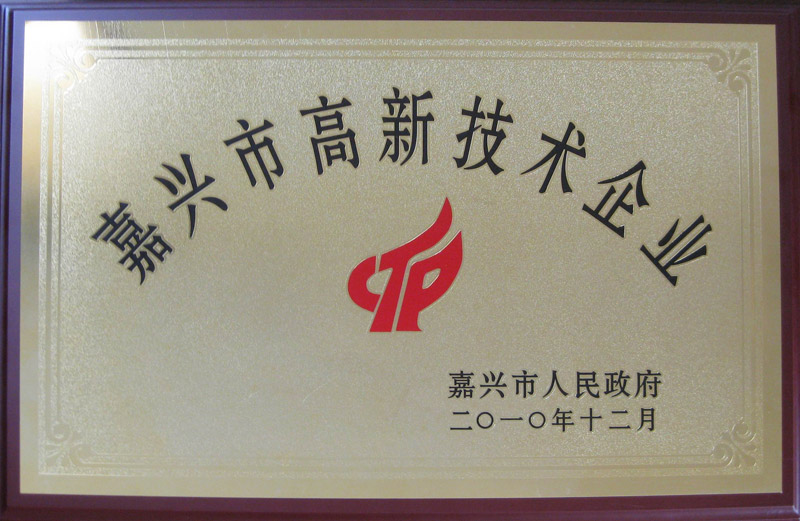 嘉兴市高新技术企业
嘉兴市人民政府
二〇一〇年十二月